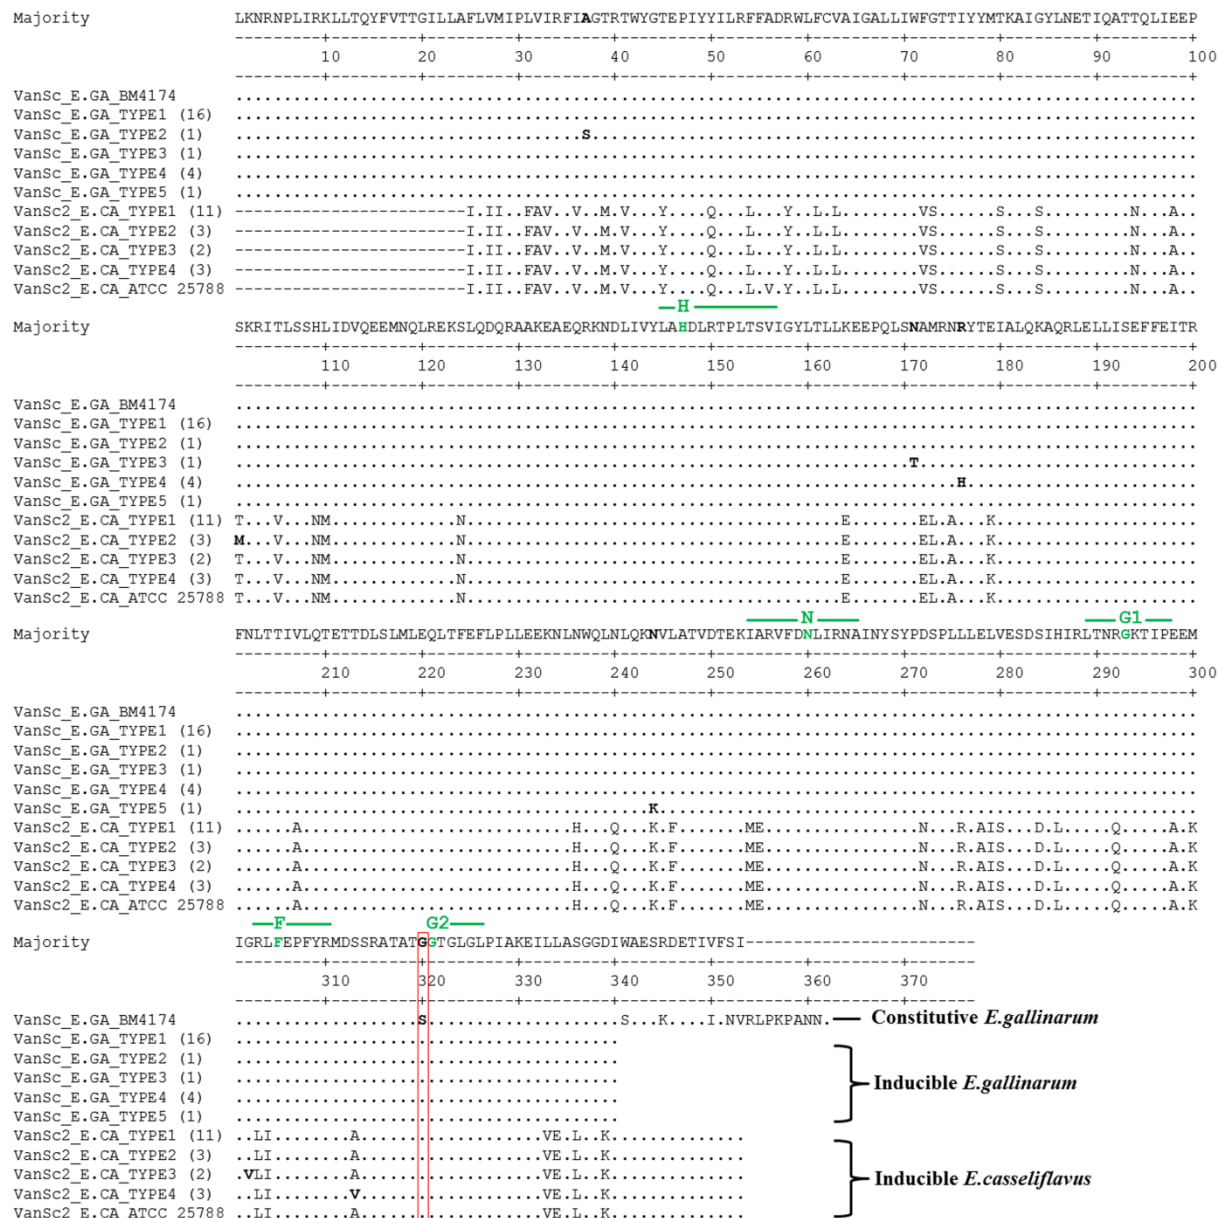 Majority LKNRNPLIRKLLTQYFVTTGILLAFLVMIPLVIRFIAGTRTWYGTEPIYYILRFFADRWLFCVAIGALLIWFGTTIYYMTKAIGYLNETIQATTQLIEEP
---------+---------+---------+---------+---------+---------+---------+---------+---------+---------+
10 20 30 40 50 60 70 80 90 100
----------------------------------------------------------------------------------------------------
VanSc_E.GA_BM4174 ....................................................................................................
VanSc_E.GA_TYPE1 (16) ....................................................................................................
VanSc_E.GA_TYPE2 (1) ....................................S...............................................................
VanSc_E.GA_TYPE3 (1) ....................................................................................................
VanSc_E.GA_TYPE4 (4) ....................................................................................................
VanSc_E.GA_TYPE5 (1) ....................................................................................................
VanSc2_E.CA_TYPE1 (11) ------------------------I.II..FAV..V..M.V...Y....Q...L...Y..L.L........VS......S...S.........N...A..
VanSc2_E.CA_TYPE2 (3) ------------------------I.II..FAV..V..M.V...Y....Q...L...Y..L.L........VS......S...S.........N...A..
VanSc2_E.CA_TYPE3 (2) ------------------------I.II..FAV..V..M.V...Y....Q...L...Y..L.L........VS......S...S.........N...A..
VanSc2_E.CA_TYPE4 (3) ------------------------I.II..FAV..V..M.V...Y....Q...L...Y..L.L........VS......S...S.........N...A..
VanSc2_E.CA_ATCC 25788 ------------------------I.II..FAV..V..M.V...Y....Q...L.V.Y..L.L........VS......S...S.........N...A..
H
Majority SKRITLSSHLIDVQEEMNQLREKSLQDQRAAKEAEQRKNDLIVYLAHDLRTPLTSVIGYLTLLKEEPQLSNAMRNRYTEIALQKAQRLELLISEFFEITR
---------+---------+---------+---------+---------+---------+---------+---------+---------+---------+
110 120 130 140 150 160 170 180 190 200
----------------------------------------------------------------------------------------------------
VanSc_E.GA_BM4174 ....................................................................................................
VanSc_E.GA_TYPE1 (16) ....................................................................................................
VanSc_E.GA_TYPE2 (1) ....................................................................................................
VanSc_E.GA_TYPE3 (1) ......................................................................T.............................
VanSc_E.GA_TYPE4 (4) ...........................................................................H........................
VanSc_E.GA_TYPE5 (1) ....................................................................................................
VanSc2_E.CA_TYPE1 (11) T...V...NM.............N.......................................E.......EL.A...K.....................
VanSc2_E.CA_TYPE2 (3) M...V...NM.............N.......................................E.......EL.A...K.....................
VanSc2_E.CA_TYPE3 (2) T...V...NM.............N.......................................E.......EL.A...K.....................
VanSc2_E.CA_TYPE4 (3) T...V...NM.............N.......................................E.......EL.A...K.....................
VanSc2_E.CA_ATCC 25788 T...V...NM.............N.......................................E.......EL.A...K.....................
N G1
Majority FNLTTIVLQTETTDLSLMLEQLTFEFLPLLEEKNLNWQLNLQKNVLATVDTEKIARVFDNLIRNAINYSYPDSPLLLELVESDSIHIRLTNRGKTIPEEM
---------+---------+---------+---------+---------+---------+---------+---------+---------+---------+
210 220 230 240 250 260 270 280 290 300
----------------------------------------------------------------------------------------------------
VanSc_E.GA_BM4174 ....................................................................................................
VanSc_E.GA_TYPE1 (16) ....................................................................................................
VanSc_E.GA_TYPE2 (1) ....................................................................................................
VanSc_E.GA_TYPE3 (1) ....................................................................................................
VanSc_E.GA_TYPE4 (4) ....................................................................................................
VanSc_E.GA_TYPE5 (1) ...........................................K........................................................
VanSc2_E.CA_TYPE1 (11) ......A............................H...Q...K.F.......ME................N...R.AIS...D.L.....Q.....A.K
VanSc2_E.CA_TYPE2 (3) ......A............................H...Q...K.F.......ME................N...R.AIS...D.L.....Q.....A.K
VanSc2_E.CA_TYPE3 (2) ......A............................H...Q...K.F.......ME................N...R.AIS...D.L.....Q.....A.K
VanSc2_E.CA_TYPE4 (3) ......A............................H...Q...K.F.......ME................N...R.AIS...D.L.....Q.....A.K
VanSc2_E.CA_ATCC 25788 ......A............................H...Q...K.F.......ME................N...R.AIS...D.L.....Q.....A.K
F G2
Majority IGRLFEPFYRMDSSRATATGGTGLGLPIAKEILLASGGDIWAESRDETIVFSI------------------------
---------+---------+---------+---------+---------+---------+---------+-------
310 320 330 340 350 360 370
-----------------------------------------------------------------------------
VanSc_E.GA_BM4174 ...................S....................S...K....I.NVRLPKPANN. Constitutive E.gallinarum
VanSc_E.GA_TYPE1 (16) ........................................
VanSc_E.GA_TYPE2 (1) ........................................
VanSc_E.GA_TYPE3 (1) ........................................ Inducible E.gallinarum
VanSc_E.GA_TYPE4 (4) ........................................
VanSc_E.GA_TYPE5 (1) ........................................
VanSc2_E.CA_TYPE1 (11) ..LI........A...................VE.L..K..............
VanSc2_E.CA_TYPE2 (3) ..LI........A...................VE.L..K..............
VanSc2_E.CA_TYPE3 (2) .VLI........A...................VE.L..K.............. Inducible E.casseliflavus
VanSc2_E.CA_TYPE4 (3) ..LI........V...................VE.L..K..............
VanSc2_E.CA_ATCC 25788 ..LI........A...................VE.L..K..............